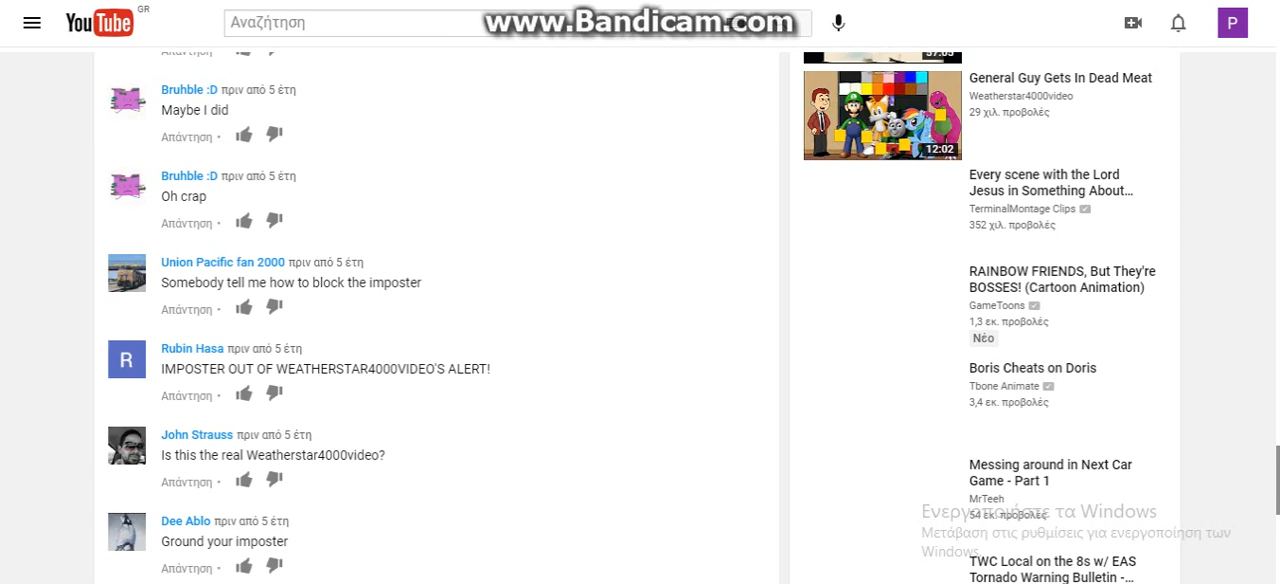 YouTube GR
Αναζήτηση
www.Bandicam.com
P
Απάντηση
Bruhble :D πριν από 5 έτη
Maybe I did
Απάντηση •
Bruhble :D πριν από 5 έτη
Oh crap
Απάντηση •
Union Pacific fan 2000 πριν από 5 έτη
Somebody tell me how to block the imposter
Απάντηση •
R
Rubin Hasa πριν από 5 έτη
IMPOSTER OUT OF WEATHERSTAR4000VIDEO'S ALERT!
Απάντηση •
John Strauss πριν από 5 έτη
Is this the real Weatherstar4000video?
Απάντηση •
Dee Ablo πριν από 5 έτη
Ground your imposter
Απάντηση •
37:05
12:02
General Guy Gets In Dead Meat
Weatherstar4000video
29 χιλ. προβολές
Every scene with the Lord
Jesus in Something About...
TerminalMontage Clips
352 χιλ. προβολές
RAINBOW FRIENDS, But They're
BOSSES! (Cartoon Animation)
GameToons
1,3 εκ. προβολές
Νέο
Boris Cheats on Doris
Tbone Animate
3,4 εκ. προβολές
Messing around in Next Car
Game - Part 1
MrTeeh
54 εκ. προβολές
Ενεργοποιήστε τα Windows
Μετάβαση στις ρυθμίσεις για ενεργοποίηση των
Windows.
TWC Local on the 8s w/ EAS
Tornado Warning Bulletin -...